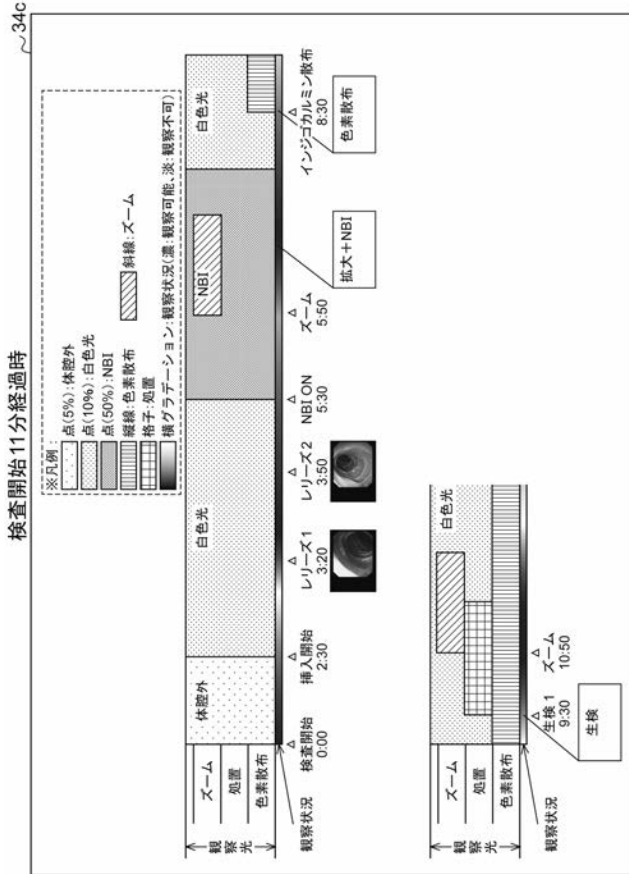 検査開始11分経過時
34c
※凡例：
点(5%)：体腔外
点(10%)：白色光
点(50%)：NBI
縦線：色素散布
格子：処置
斜線：ズーム
横グラデーション：観察状況(濃：観察可能、淡：観察不可)
観察光
ズーム
処置
色素散布
観察状況
体腔外
白色光
NBI
白色光
検査開始
0:00
挿入開始
2:30
レリーズ1
3:20
レリーズ2
3:50
NBI ON
5:30
ズーム
5:50
インジゴカルミン散布
8:30
拡大+NBI
色素散布
観察光
ズーム
処置
色素散布
観察状況
白色光
生検 1
9:30
ズーム
10:50
生検